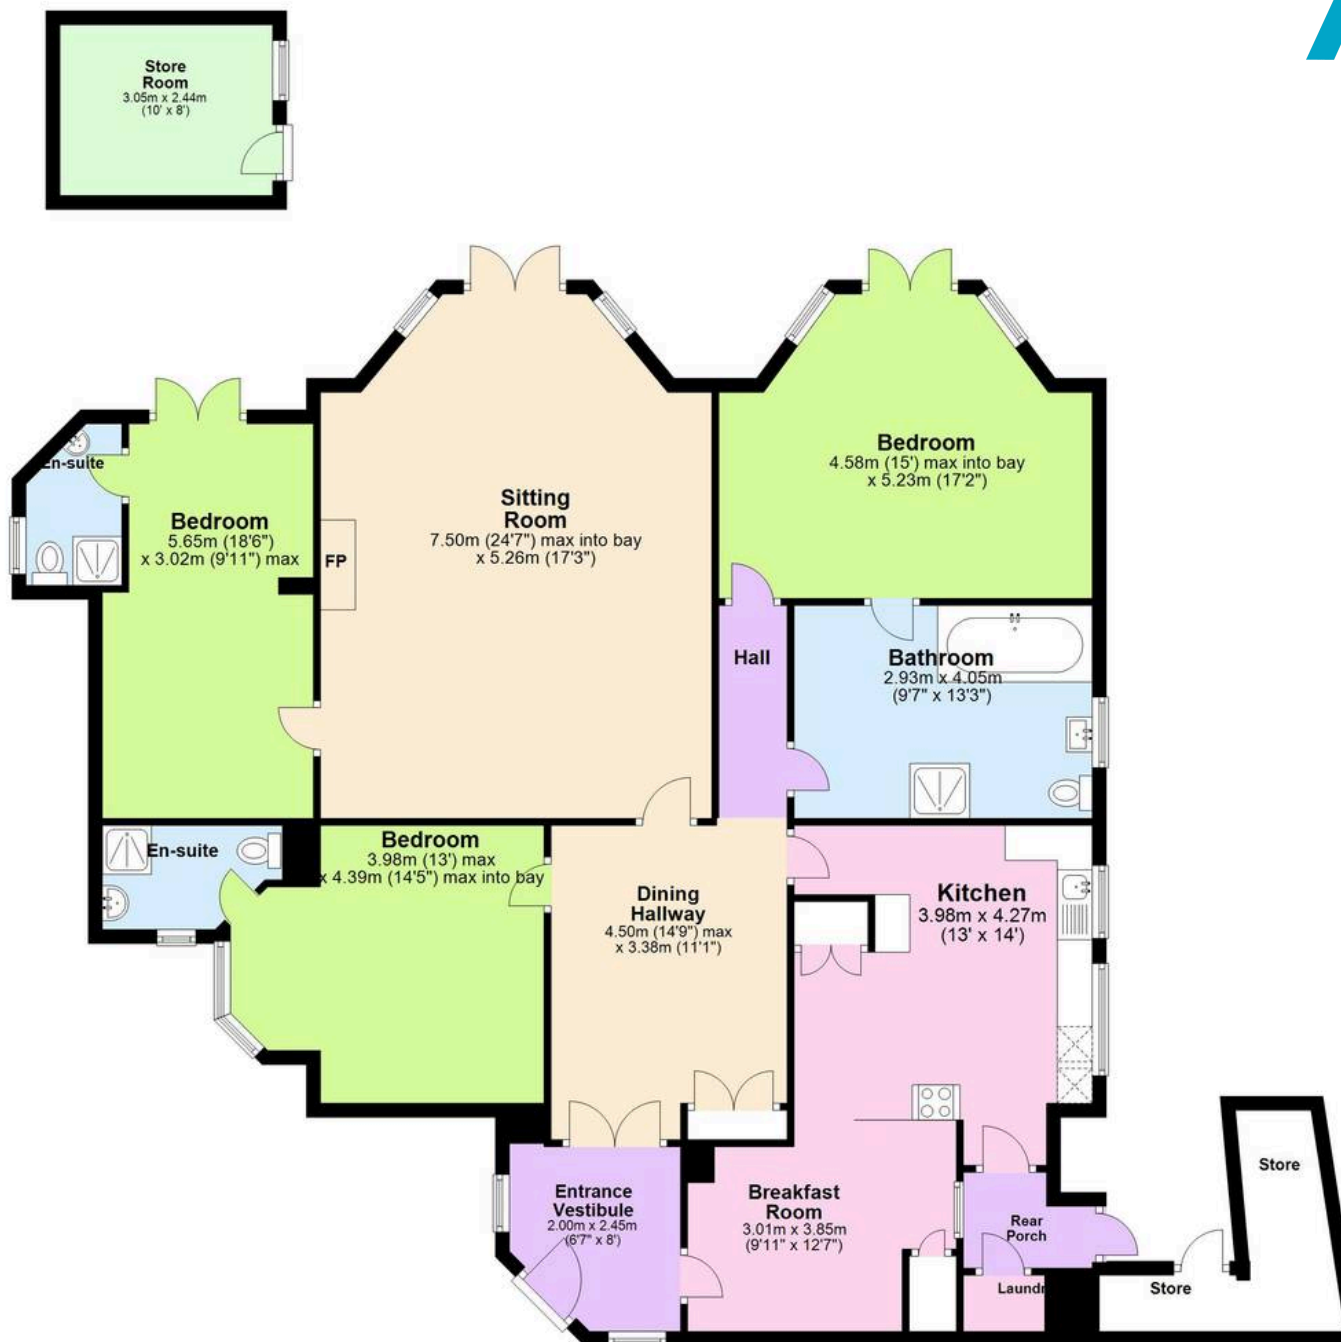 Store
Room
3.05m x 2.44m
(10' x 8')
En-suite
Bedroom
5.65m (18'6")
x 3.02m (9'11") max
FP
Sitting
Room
7.50m (24'7") max into bay
x 5.26m (17'3")
Bedroom
4.58m (15') max into bay
x 5.23m (17'2")
Hall
Bathroom
2.93m x 4.05m
(9'7" x 13'3")
En-suite
Bedroom
3.98m (13') max
x 4.39m (14'5") max into bay
Dining
Hallway
4.50m (14'9") max
x 3.38m (11'1")
Kitchen
3.98m x 4.27m
(13' x 14')
Entrance
Vestibule
2.00m x 2.45m
(6'7" x 8')
Breakfast
Room
3.01m x 3.85m
(9'11" x 12'7")
Rear
Porch
Laundr
Store
Store